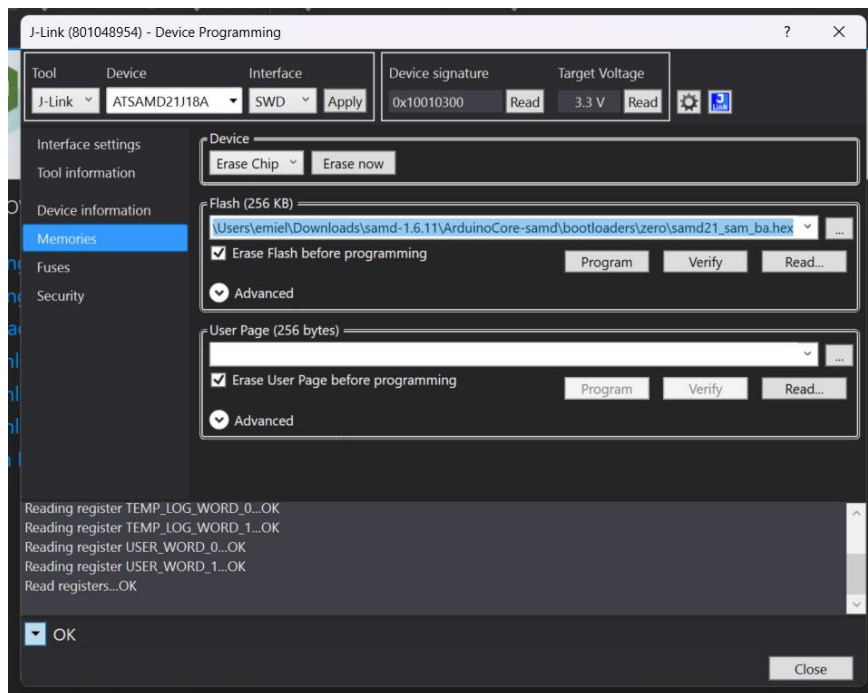 J-Link (801048954) - Device Programming
? ×
Tool Device Interface Device signature Target Voltage
J-Link ATSAMD21J18A SWD Apply 0x10010300 Read 3.3 V Read
Interface settings
Tool information
Device information
Memories
Fuses
Security
Device
Erase Chip Erase now
Flash (256 KB)
\Users\emiel\Downloads\samd-1.6.11\ArduinoCore-samd\bootloaders\zero\samd21_sam_ba.hex ...
Erase Flash before programming
Program Verify Read...
Advanced
User Page (256 bytes)
...
Erase User Page before programming
Program Verify Read...
Advanced
Reading register TEMP_LOG_WORD_0...OK
Reading register TEMP_LOG_WORD_1...OK
Reading register USER_WORD_0...OK
Reading register USER_WORD_1...OK
Read registers...OK
OK
Close